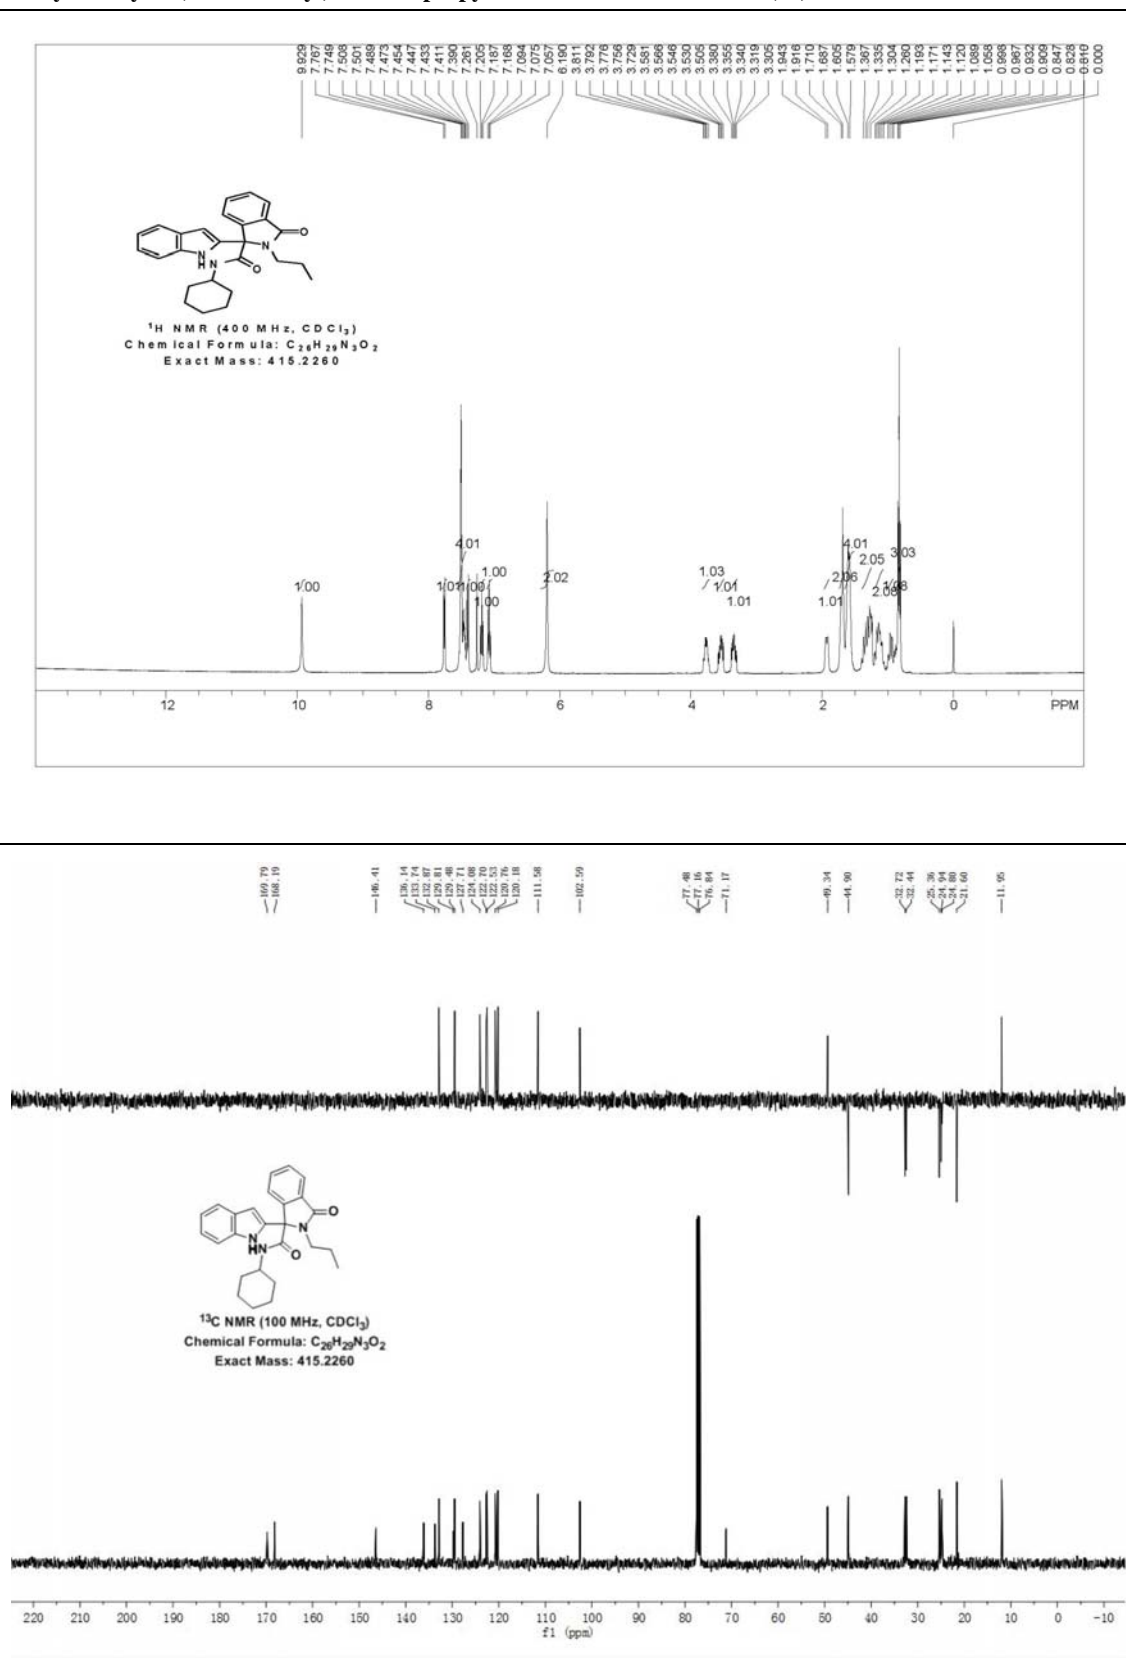 9.929 7.767 7.749 7.508 7.501 7.489 7.473 7.454 7.447 7.433 7.411 7.390 7.261 7.205 7.187 7.168 7.094 7.075 7.057 6.190 3.811 3.792 3.776 3.756 3.729 3.581 3.566 3.546 3.530 3.505 3.380 3.355 3.340 3.319 3.305 1.943 1.916 1.710 1.687 1.605 1.579 1.367 1.335 1.304 1.260 1.193 1.171 1.143 1.120 1.089 1.058 0.998 0.967 0.932 0.909 0.847 0.828 0.810 0.000
O
N
N
H
N
O
¹H NMR (400 MHz, CDCl₃)
Chemical Formula: C₂₆H₂₉N₃O₂
Exact Mass: 415.2260
1.00 1.01 4.01 1.00 1.00 1.00 2.02 1.03 1.01 1.01 1.01 2.06 4.01 2.05 3.03
12 10 8 6 4 2 0 PPM
169.79 168.19 146.41 136.14 133.74 132.87 129.81 129.48 127.71 124.08 122.70 122.53 120.76 120.18 111.58 102.59 77.48 77.16 76.84 71.17 49.34 44.90 32.72 32.44 25.36 24.94 24.80 21.60 11.95
O
N
N
HN
O
¹³C NMR (100 MHz, CDCl₃)
Chemical Formula: C₂₆H₂₉N₃O₂
Exact Mass: 415.2260
220 210 200 190 180 170 160 150 140 130 120 110 100 90 80 70 60 50 40 30 20 10 0 -10
f1 (ppm)